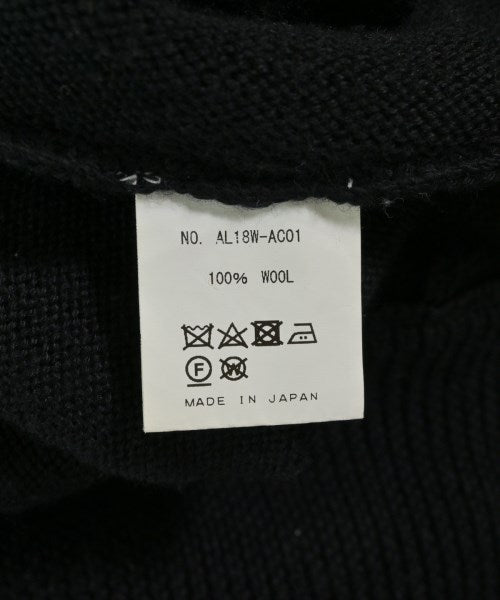 NO. AL18W-AC01
100% WOOL
F W
MADE IN JAPAN